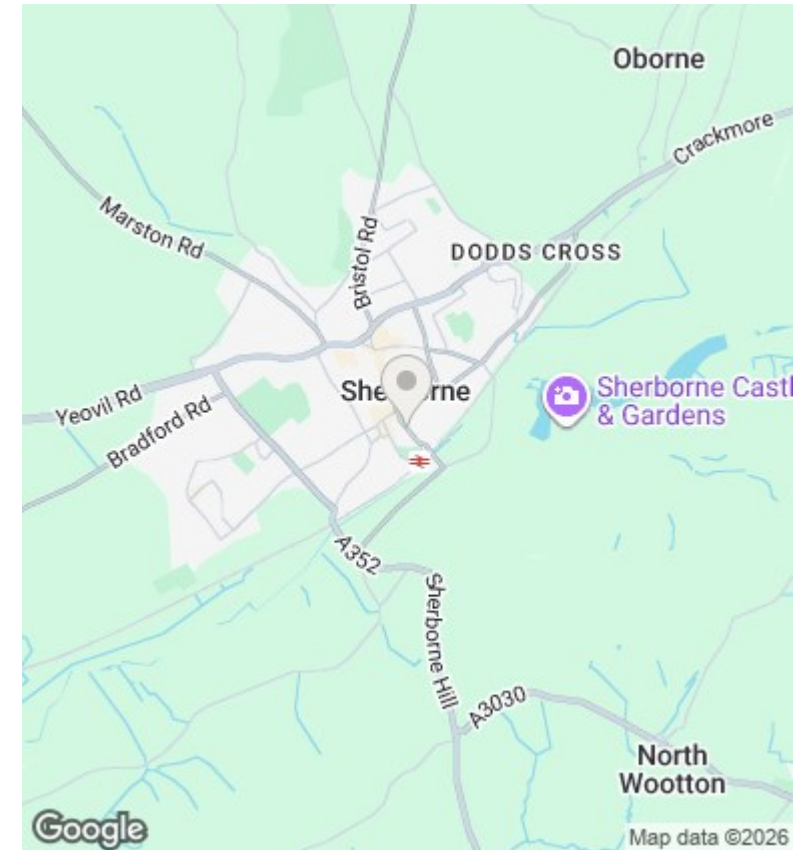 Oborne
Crackmore
Marston Rd
Bristol Rd
DODDS CROSS
Sherborne Castl
& Gardens
Yeovil Rd
Bradford Rd
A352
Sherborne Hill
A3030
North
Wootton
Google
Map data ©2026